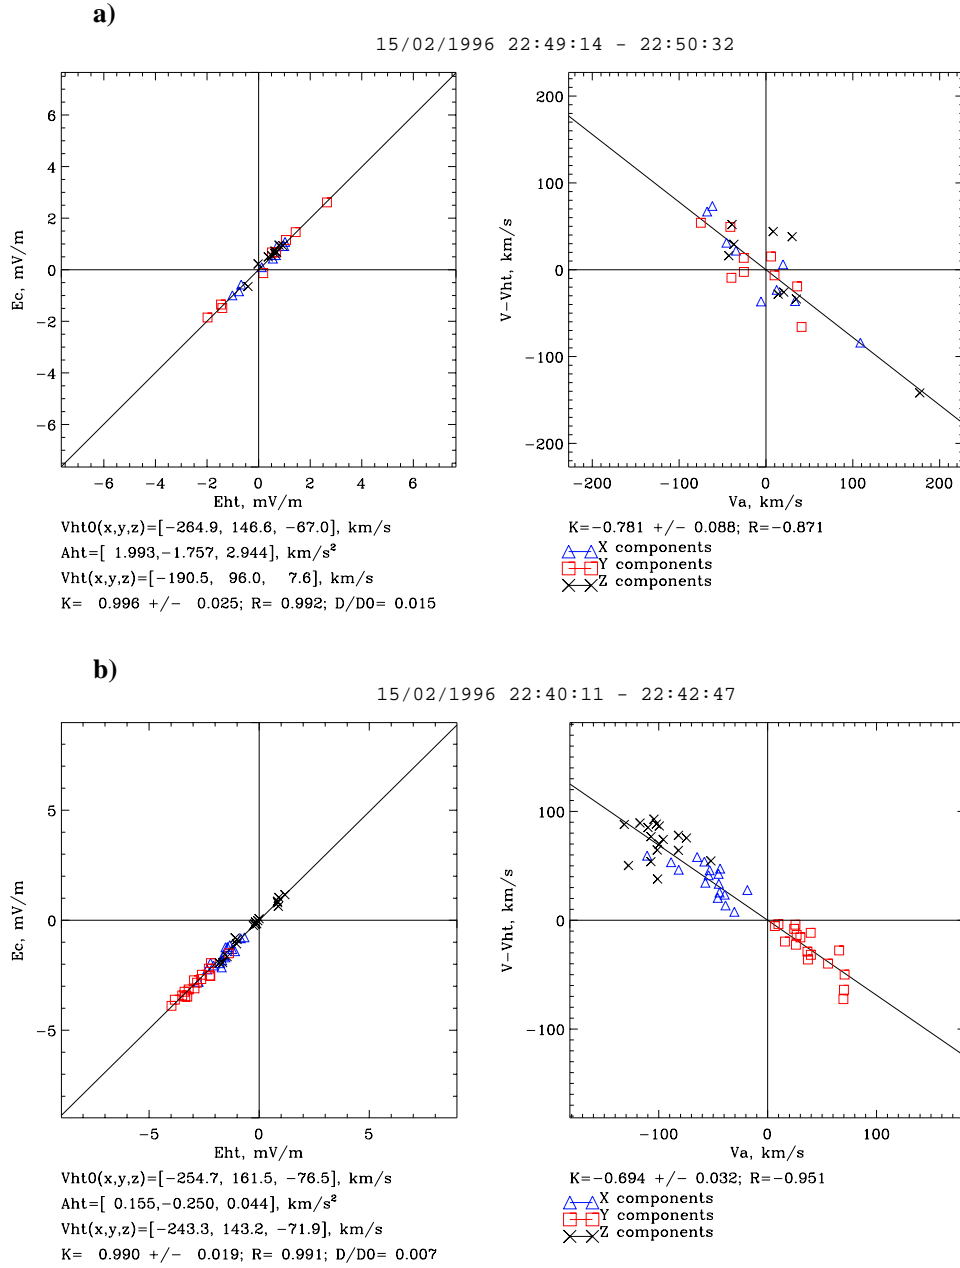 a)
15/02/1996 22:49:14 - 22:50:32
6
4
2
0
−2
−4
−6
Ec, mV/m
−6 −4 −2 0 2 4 6
Eht, mV/m
200
100
0
−100
−200
V−Vht, km/s
−200 −100 0 100 200
Va, km/s
Vht0(x,y,z)=[−264.9, 146.6, −67.0], km/s
Aht=[ 1.993,−1.757, 2.944], km/s²
Vht(x,y,z)=[−190.5, 96.0, 7.6], km/s
K= 0.996 +/− 0.025; R= 0.992; D/D0= 0.015
K=−0.781 +/− 0.088; R=−0.871
X components
Y components
Z components
b)
15/02/1996 22:40:11 - 22:42:47
5
0
−5
Ec, mV/m
−5 0 5
Eht, mV/m
100
0
−100
V−Vht, km/s
−100 0 100
Va, km/s
Vht0(x,y,z)=[−254.7, 161.5, −76.5], km/s
Aht=[ 0.155,−0.250, 0.044], km/s²
Vht(x,y,z)=[−243.3, 143.2, −71.9], km/s
K= 0.990 +/− 0.019; R= 0.991; D/D0= 0.007
K=−0.694 +/− 0.032; R=−0.951
X components
Y components
Z components